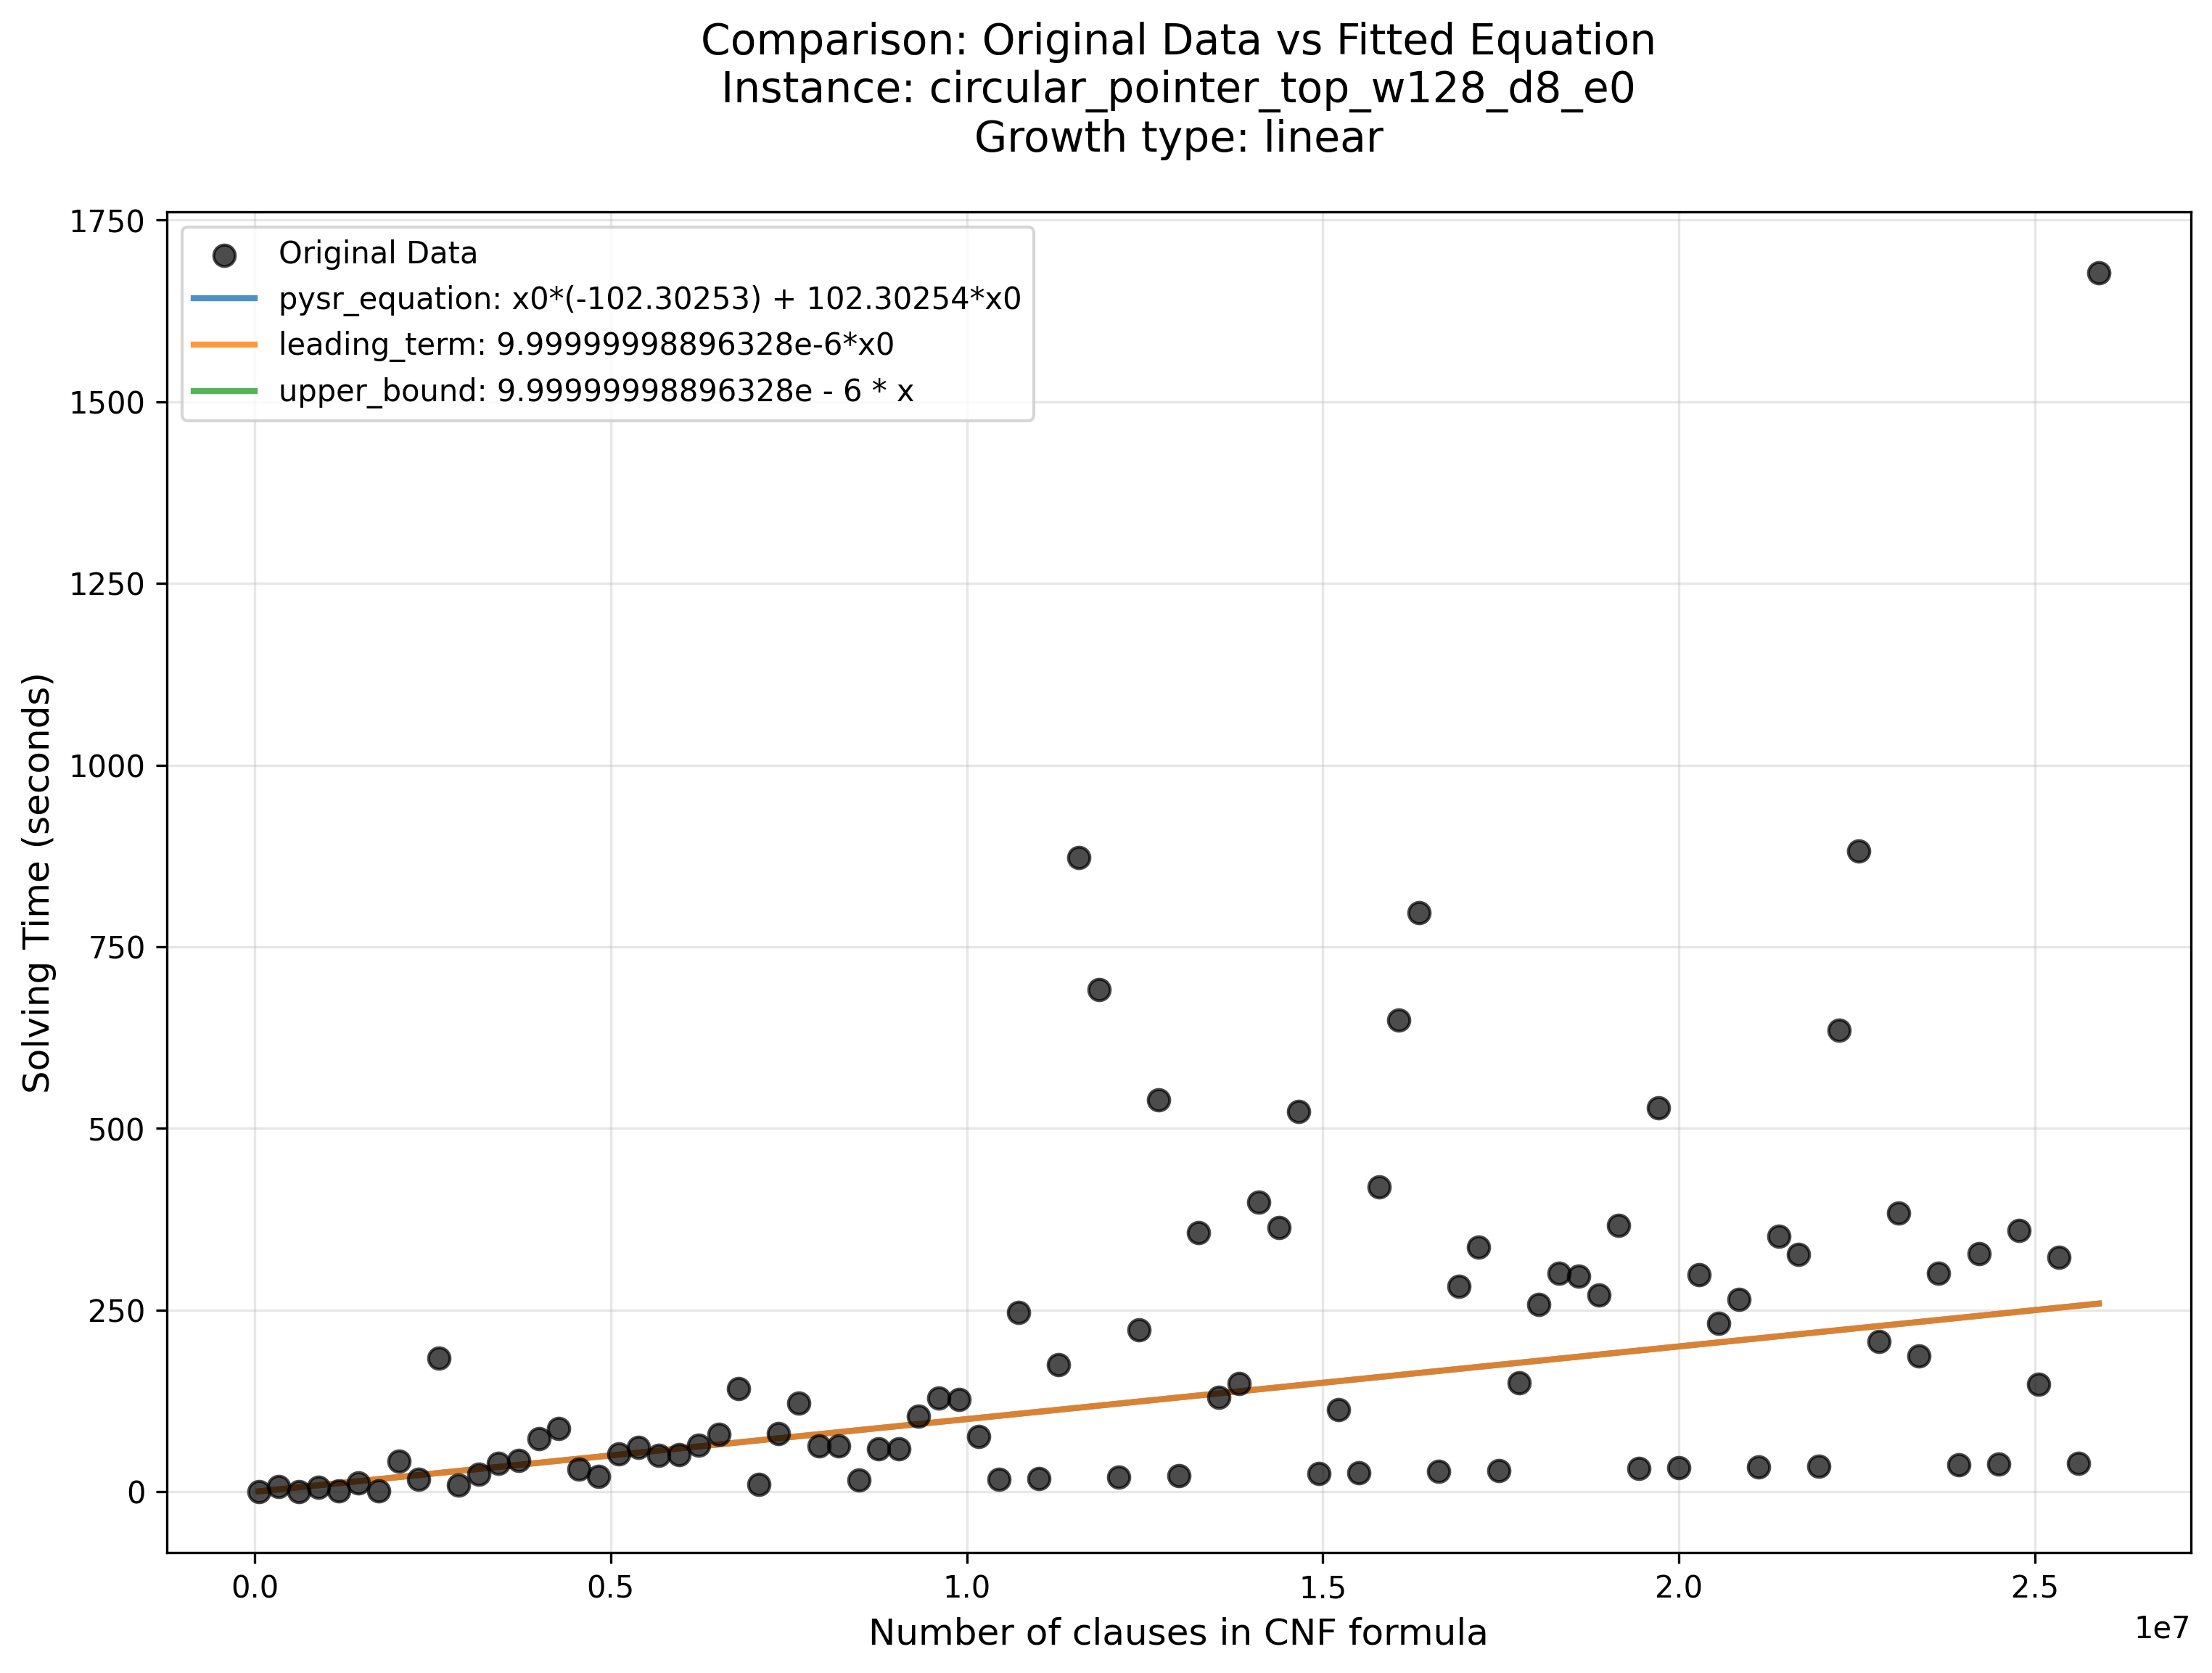 Comparison: Original Data vs Fitted Equation
Instance: circular_pointer_top_w128_d8_e0
Growth type: linear
1750
1500
1250
1000
750
500
250
0
Solving Time (seconds)
Original Data
pysr_equation: x0*(-102.30253) + 102.30254*x0
leading_term: 9.99999998896328e-6*x0
upper_bound: 9.99999998896328e - 6 * x
0.0
0.5
1.0
1.5
2.0
2.5
1e7
Number of clauses in CNF formula